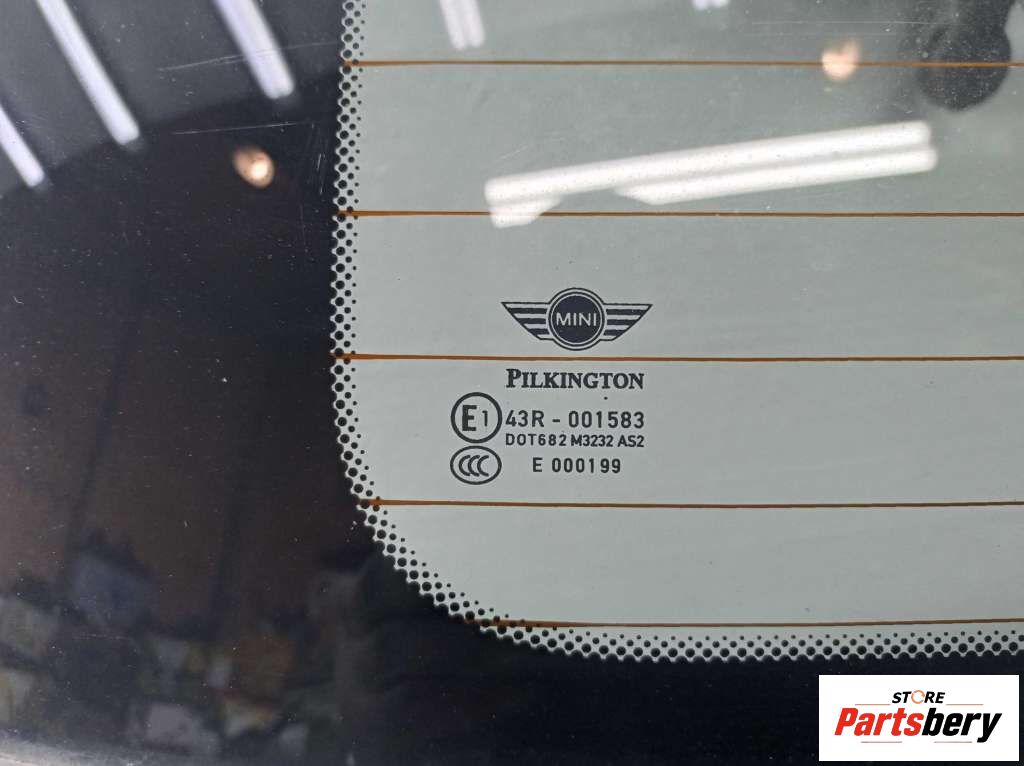 MINI
PILKINGTON
E1 43R - 001583
DOT682 M3232 AS2
CCC E 000199
STORE
Partsbery